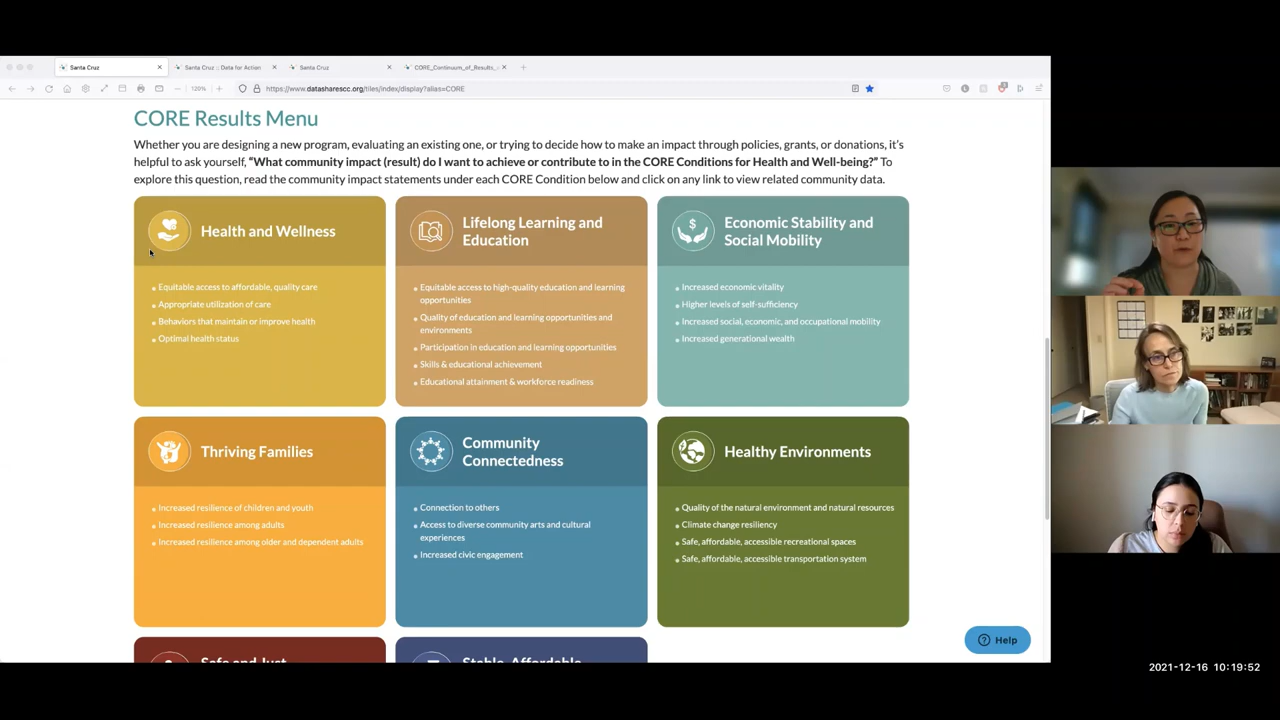 Santa Cruz
Santa Cruz :: Data for Action
Santa Cruz
CORE_Continuum_of_Results_
120%
https://www.datasharescc.org/tiles/index/display?alias=CORE
CORE Results Menu
Whether you are designing a new program, evaluating an existing one, or trying to decide how to make an impact through policies, grants, or donations, it's
helpful to ask yourself, "What community impact (result) do I want to achieve or contribute to in the CORE Conditions for Health and Well-being?" To
explore this question, read the community impact statements under each CORE Condition below and click on any link to view related community data.
Health and Wellness
Equitable access to affordable, quality care
Appropriate utilization of care
Behaviors that maintain or improve health
Optimal health status
Lifelong Learning and
Education
Equitable access to high-quality education and learning
opportunities
Quality of education and learning opportunities and
environments
Participation in education and learning opportunities
Skills & educational achievement
Educational attainment & workforce readiness
$
Economic Stability and
Social Mobility
Increased economic vitality
Higher levels of self-sufficiency
Increased social, economic, and occupational mobility
Increased generational wealth
Thriving Families
Increased resilience of children and youth
Increased resilience among adults
Increased resilience among older and dependent adults
Community
Connectedness
Connection to others
Access to diverse community arts and cultural
experiences
Increased civic engagement
Healthy Environments
Quality of the natural environment and natural resources
Climate change resiliency
Safe, affordable, accessible recreational spaces
Safe, affordable, accessible transportation system
Safe and Just
Stable, Affordable
? Help
2021-12-16 10:19:52